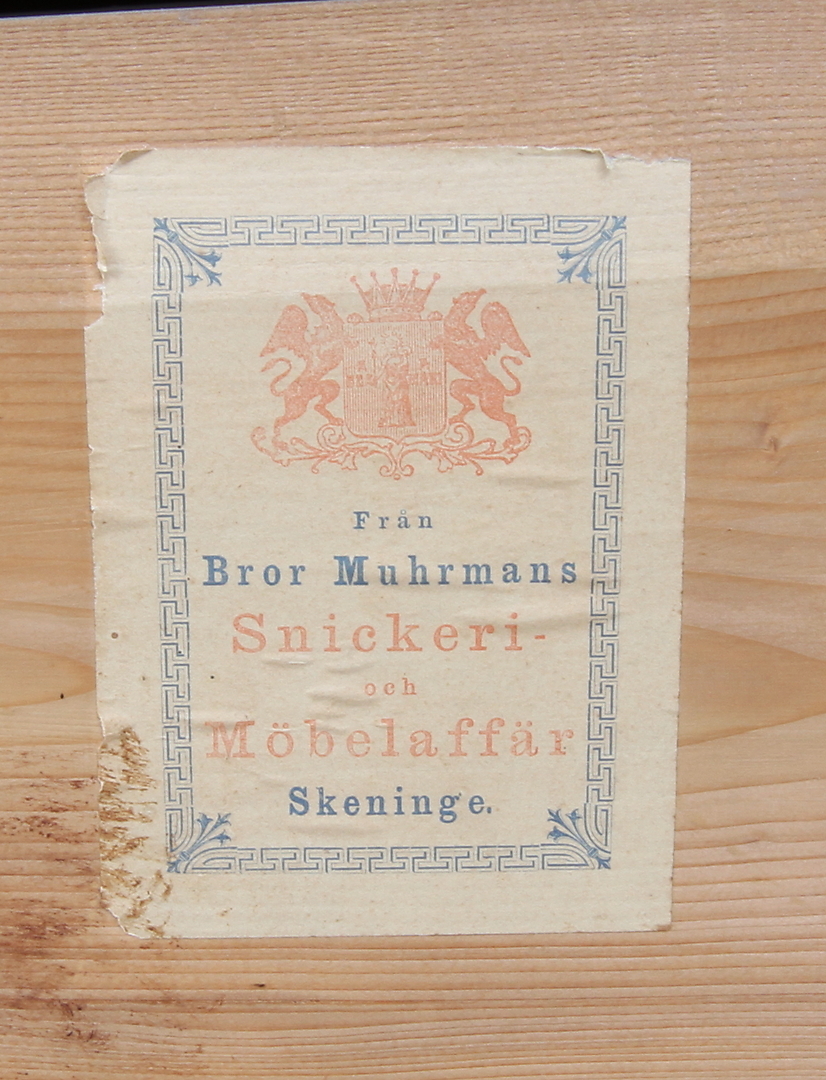 Från
Bror Muhrmans
Snickeri-
och
Möbelaffär
Skeninge.